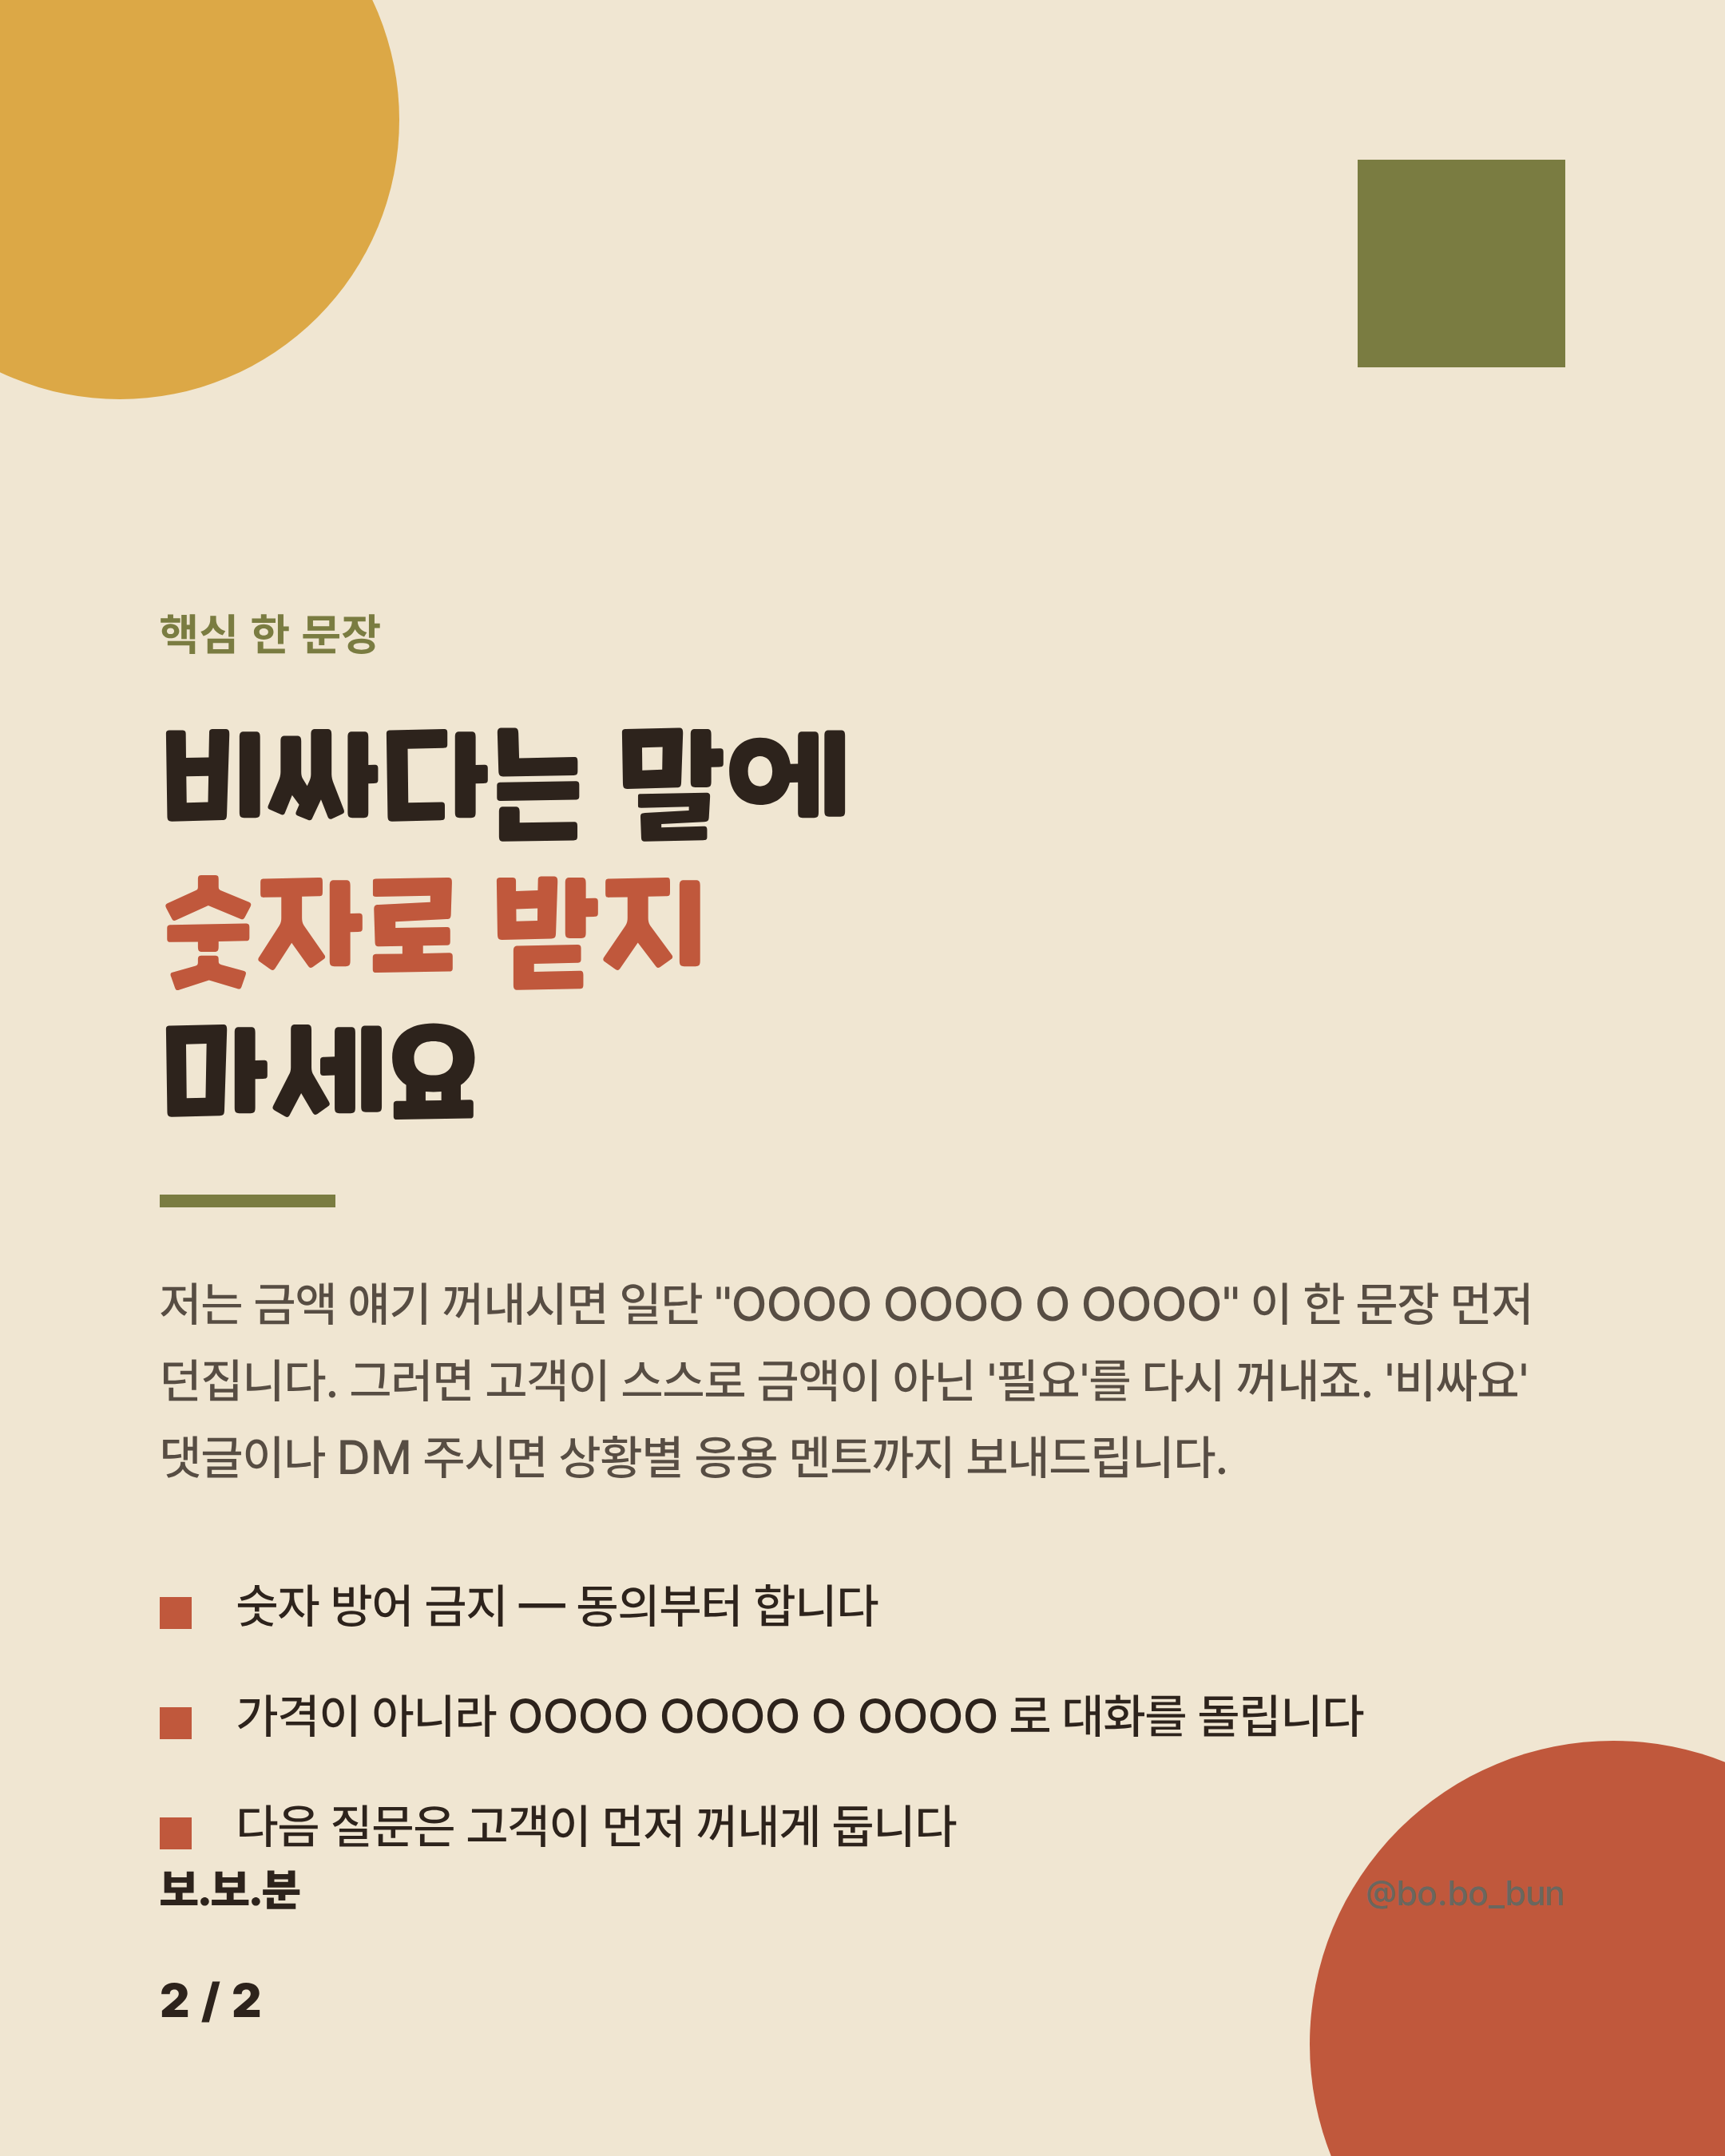 핵심 한 문장
비싸다는 말에
숫자로 받지
마세요
저는 금액 얘기 꺼내시면 일단 "OOOO OOOO O OOOO" 이 한 문장 먼저
던집니다. 그러면 고객이 스스로 금액이 아닌 '필요'를 다시 꺼내죠. '비싸요'
댓글이나 DM 주시면 상황별 응용 멘트까지 보내드립니다.
숫자 방어 금지 — 동의부터 합니다
가격이 아니라 OOOO OOOO O OOOO 로 대화를 돌립니다
다음 질문은 고객이 먼저 꺼내게 둡니다
보.보.분
@bo.bo_bun
2 / 2